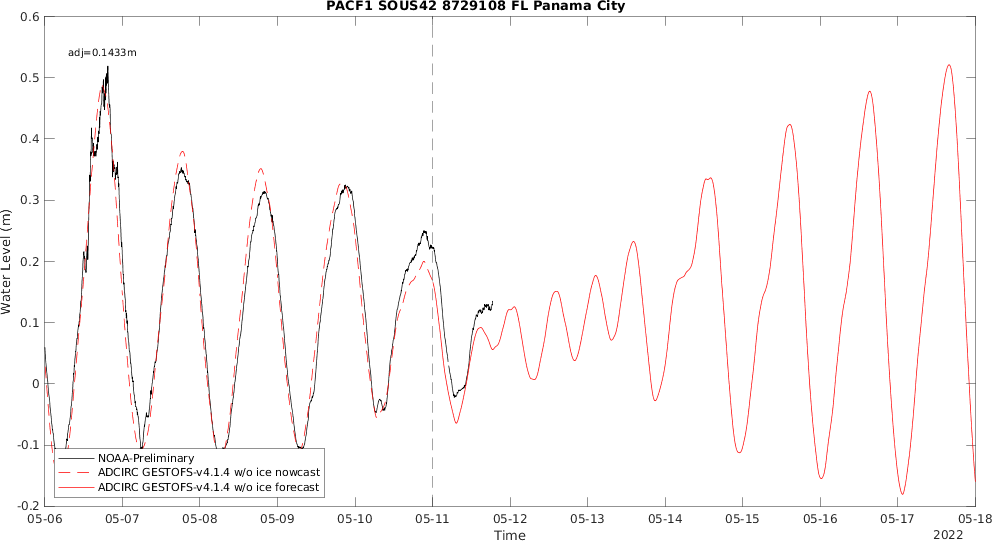 PACF1 SOUS42 8729108 FL Panama City
adj=0.1433m
0.6
0.5
0.4
0.3
0.2
0.1
0
-0.1
-0.2
Water Level (m)
NOAA-Preliminary
ADCIRC GESTOFS-v4.1.4 w/o ice nowcast
ADCIRC GESTOFS-v4.1.4 w/o ice forecast
05-06 05-07 05-08 05-09 05-10 05-11 05-12 05-13 05-14 05-15 05-16 05-17 05-18
Time
2022